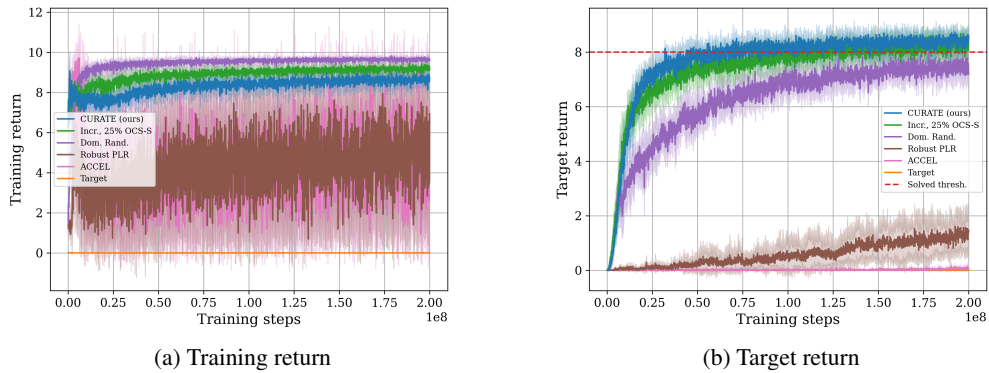 12
10
8
6
4
2
0
Training return
CURATE (ours)
Incr., 25% OCS-S
Dom. Rand.
Robust PLR
ACCEL
Target
0.00 0.25 0.50 0.75 1.00 1.25 1.50 1.75 2.00
1e8
Training steps
(a) Training return
8
6
4
2
0
Target return
CURATE (ours)
Incr., 25% OCS-S
Dom. Rand.
Robust PLR
ACCEL
Target
Solved thresh.
0.00 0.25 0.50 0.75 1.00 1.25 1.50 1.75 2.00
1e8
Training steps
(b) Target return